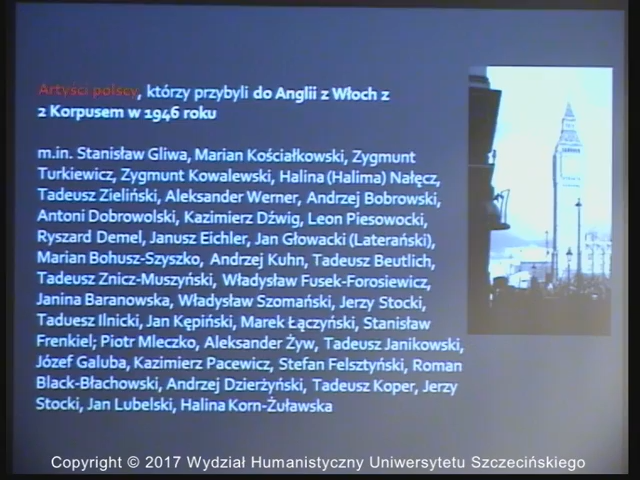 Artyści polscy, którzy przybyli do Anglii z Włoch z
2 Korpusem w 1946 roku
m.in. Stanisław Gliwa, Marian Kościałkowski, Zygmunt
Turkiewicz, Zygmunt Kowalewski, Halina (Halima) Nałęcz,
Tadeusz Zieliński, Aleksander Werner, Andrzej Bobrowski,
Antoni Dobrowolski, Kazimierz Dźwig, Leon Piesowocki,
Ryszard Demel, Janusz Eichler, Jan Głowacki (Laterański),
Marian Bohusz-Szyszko, Andrzej Kuhn, Tadeusz Beutlich,
Tadeusz Znicz-Muszyński, Władysław Fusek-Forosiewicz,
Janina Baranowska, Władysław Szomański, Jerzy Stocki,
Taduesz Ilnicki, Jan Kępiński, Marek Łączyński, Stanisław
Frenkiel; Piotr Mleczko, Aleksander Żyw, Tadeusz Janikowski,
Józef Galuba, Kazimierz Pacewicz, Stefan Felsztyński, Roman
Black-Błachowski, Andrzej Dzierżyński, Tadeusz Koper, Jerzy
Stocki, Jan Lubelski, Halina Korn-Żuławska
Copyright © 2017 Wydział Humanistyczny Uniwersytetu Szczecińskiego